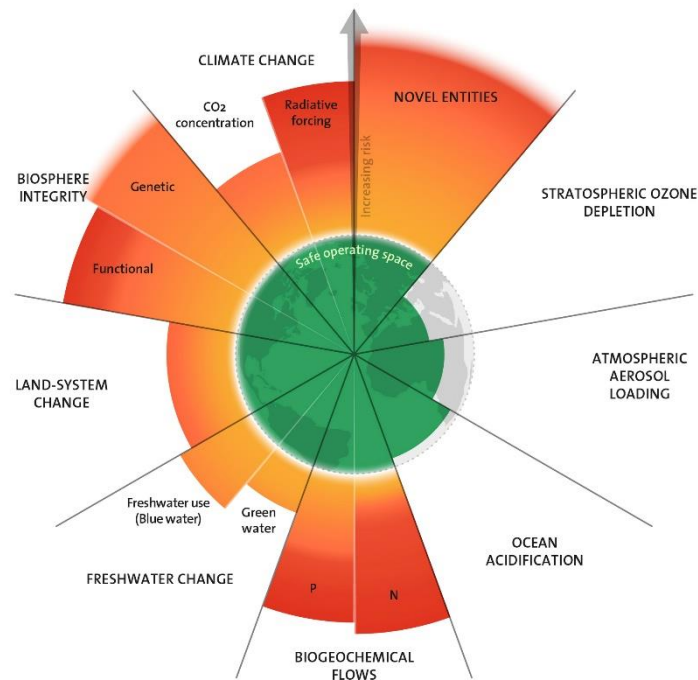 CLIMATE CHANGE
CO2
concentration
Radiative
forcing
Increasing risk
NOVEL ENTITIES
STRATOSPHERIC OZONE
DEPLETION
ATMOSPHERIC
AEROSOL
LOADING
OCEAN
ACIDIFICATION
N
P
BIOGEOCHEMICAL
FLOWS
Green
water
Freshwater use
(Blue water)
FRESHWATER CHANGE
LAND-SYSTEM
CHANGE
BIOSPHERE
INTEGRITY
Functional
Genetic
Safe operating space